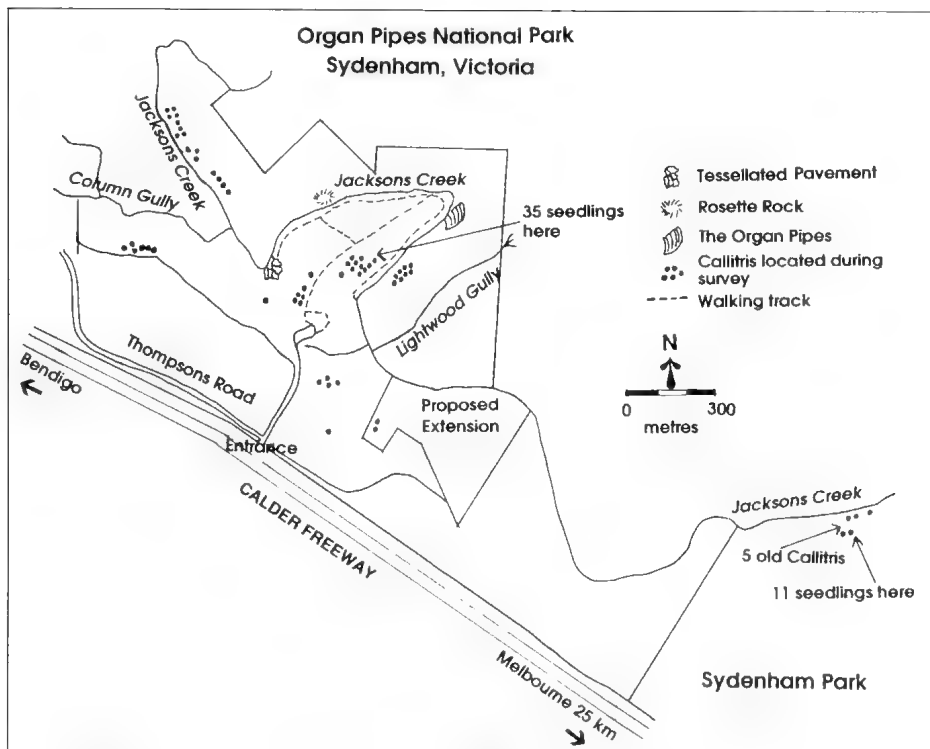 Organ Pipes National Park
Sydenham, Victoria
Jacksons Creek
Column Gully
Jacksons Creek
35 seedlings
here
Tessellated Pavement
Rosette Rock
The Organ Pipes
Callitris located during
survey
Walking track
Lightwood Gully
N
0 300
metres
Thompsons Road
Bendigo
Proposed
Extension
Entrance
CALDER FREEWAY
Jacksons Creek
5 old Callitris
11 seedlings here
Melbourne 25 km
Sydenham Park